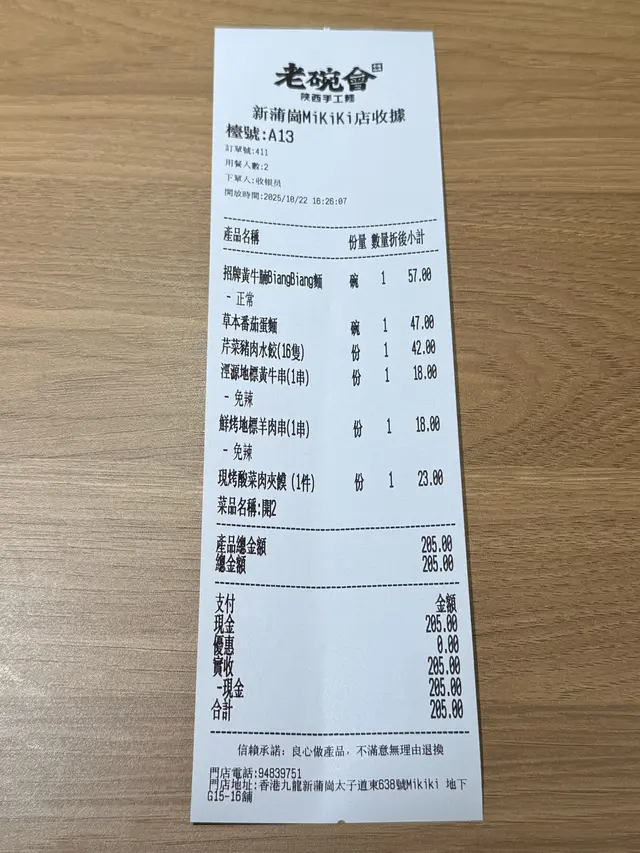 老碗會
陝西手工麵
新蒲崗MiKiKi店收據
檯號:A13
訂單號:411
用餐人數:2
下單人:收银员
開放時間:2025/10/22 16:26:07
產品名稱 份量 數量 折後小計
招牌黃牛腩BiangBiang麵 碗 1 57.00
- 正常
草本番茄蛋麵 碗 1 47.00
芹菜豬肉水餃(16隻) 份 1 42.00
涇源地標黃牛串(1串) 份 1 18.00
- 免辣
鮮烤地標羊肉串(1串) 份 1 18.00
- 免辣
現烤酸菜肉夾饃 (1件) 份 1 23.00
菜品名稱:開2
產品總金額 205.00
總金額 205.00
支付 金額
現金 205.00
優惠 0.00
實收 205.00
-現金 205.00
合計 205.00
信賴承諾: 良心做產品, 不滿意無理由退換
門店電話:94839751
門店地址:香港九龍新蒲崗太子道東638號Mikiki 地下
G15-16舖